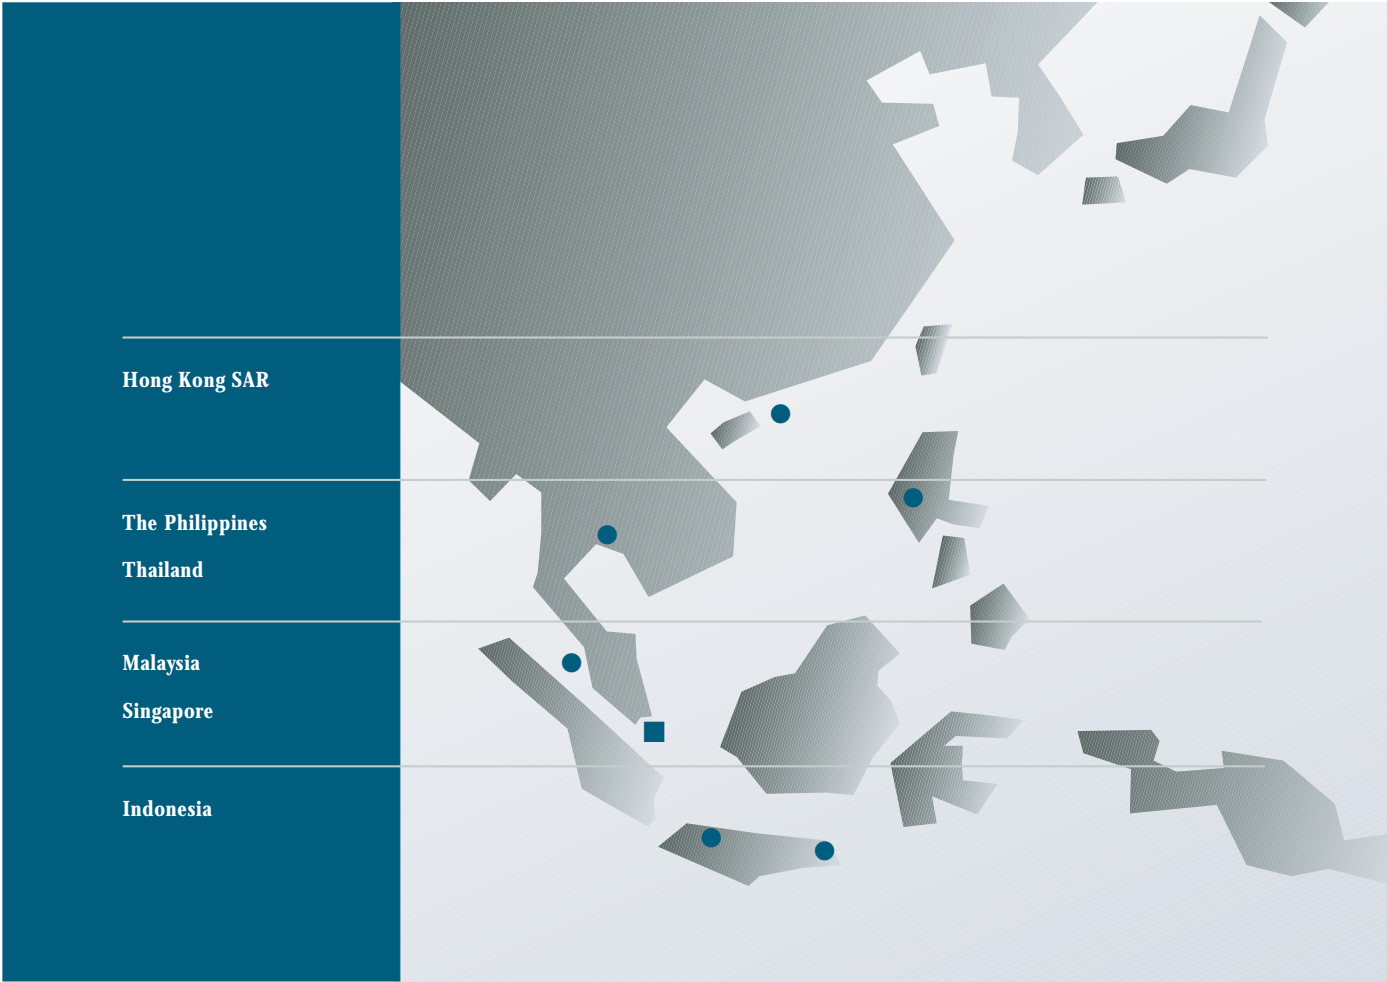 Hong Kong SAR
The Philippines
Thailand
Malaysia
Singapore
Indonesia